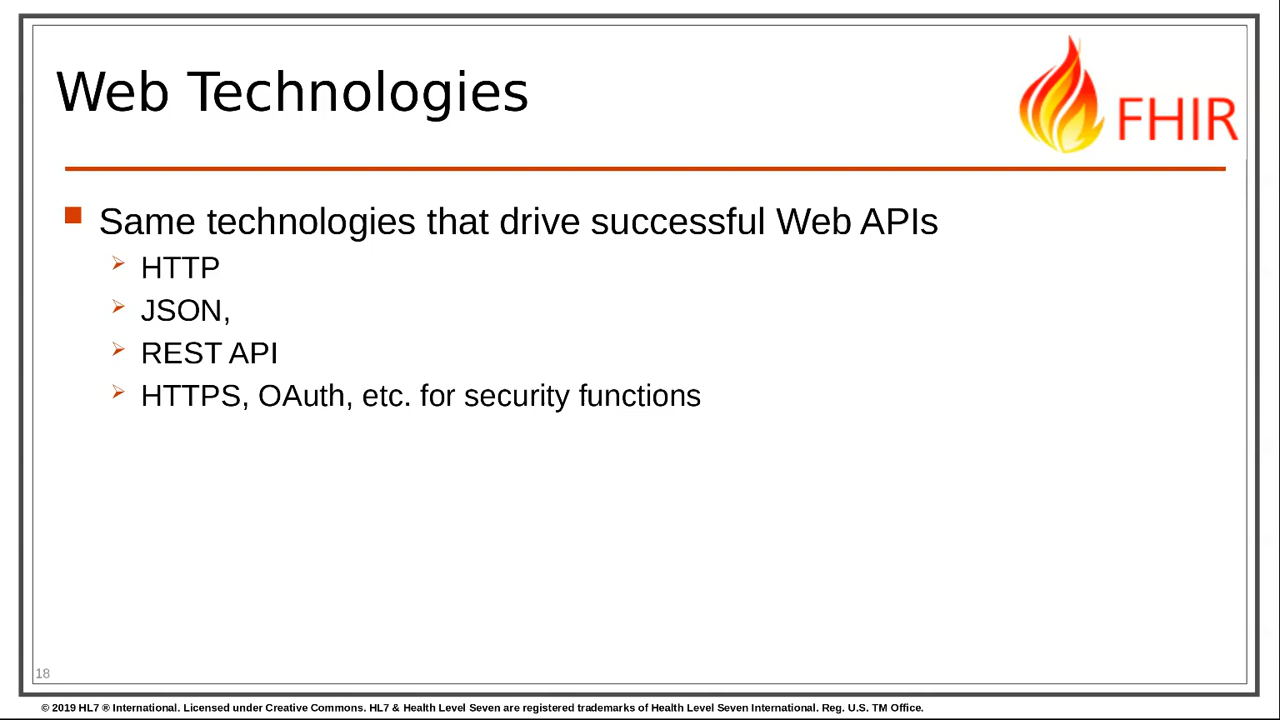 Web Technologies
FHIR
Same technologies that drive successful Web APIs
HTTP
JSON,
REST API
HTTPS, OAuth, etc. for security functions
18
© 2019 HL7 ® International. Licensed under Creative Commons. HL7 & Health Level Seven are registered trademarks of Health Level Seven International. Reg. U.S. TM Office.